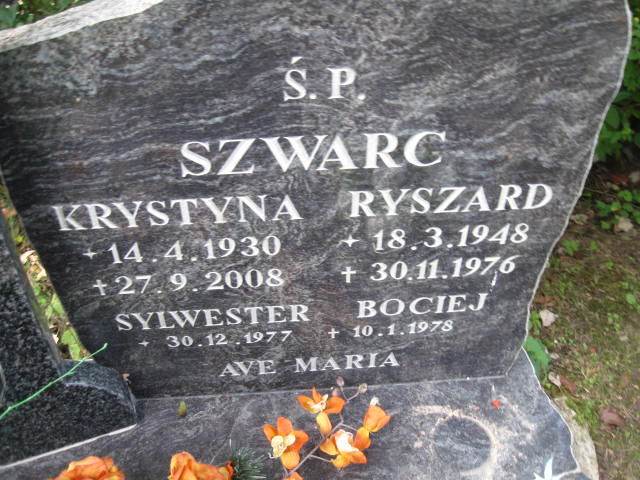 Ś.P.
SZWARC
KRYSTYNA RYSZARD
✦ 14.4.1930 ✦ 18.3.1948
✝ 27.9.2008 ✝ 30.11.1976
SYLWESTER BOCIEJ
✦ 30.12.1977 ✝ 10.1.1978
AVE MARIA